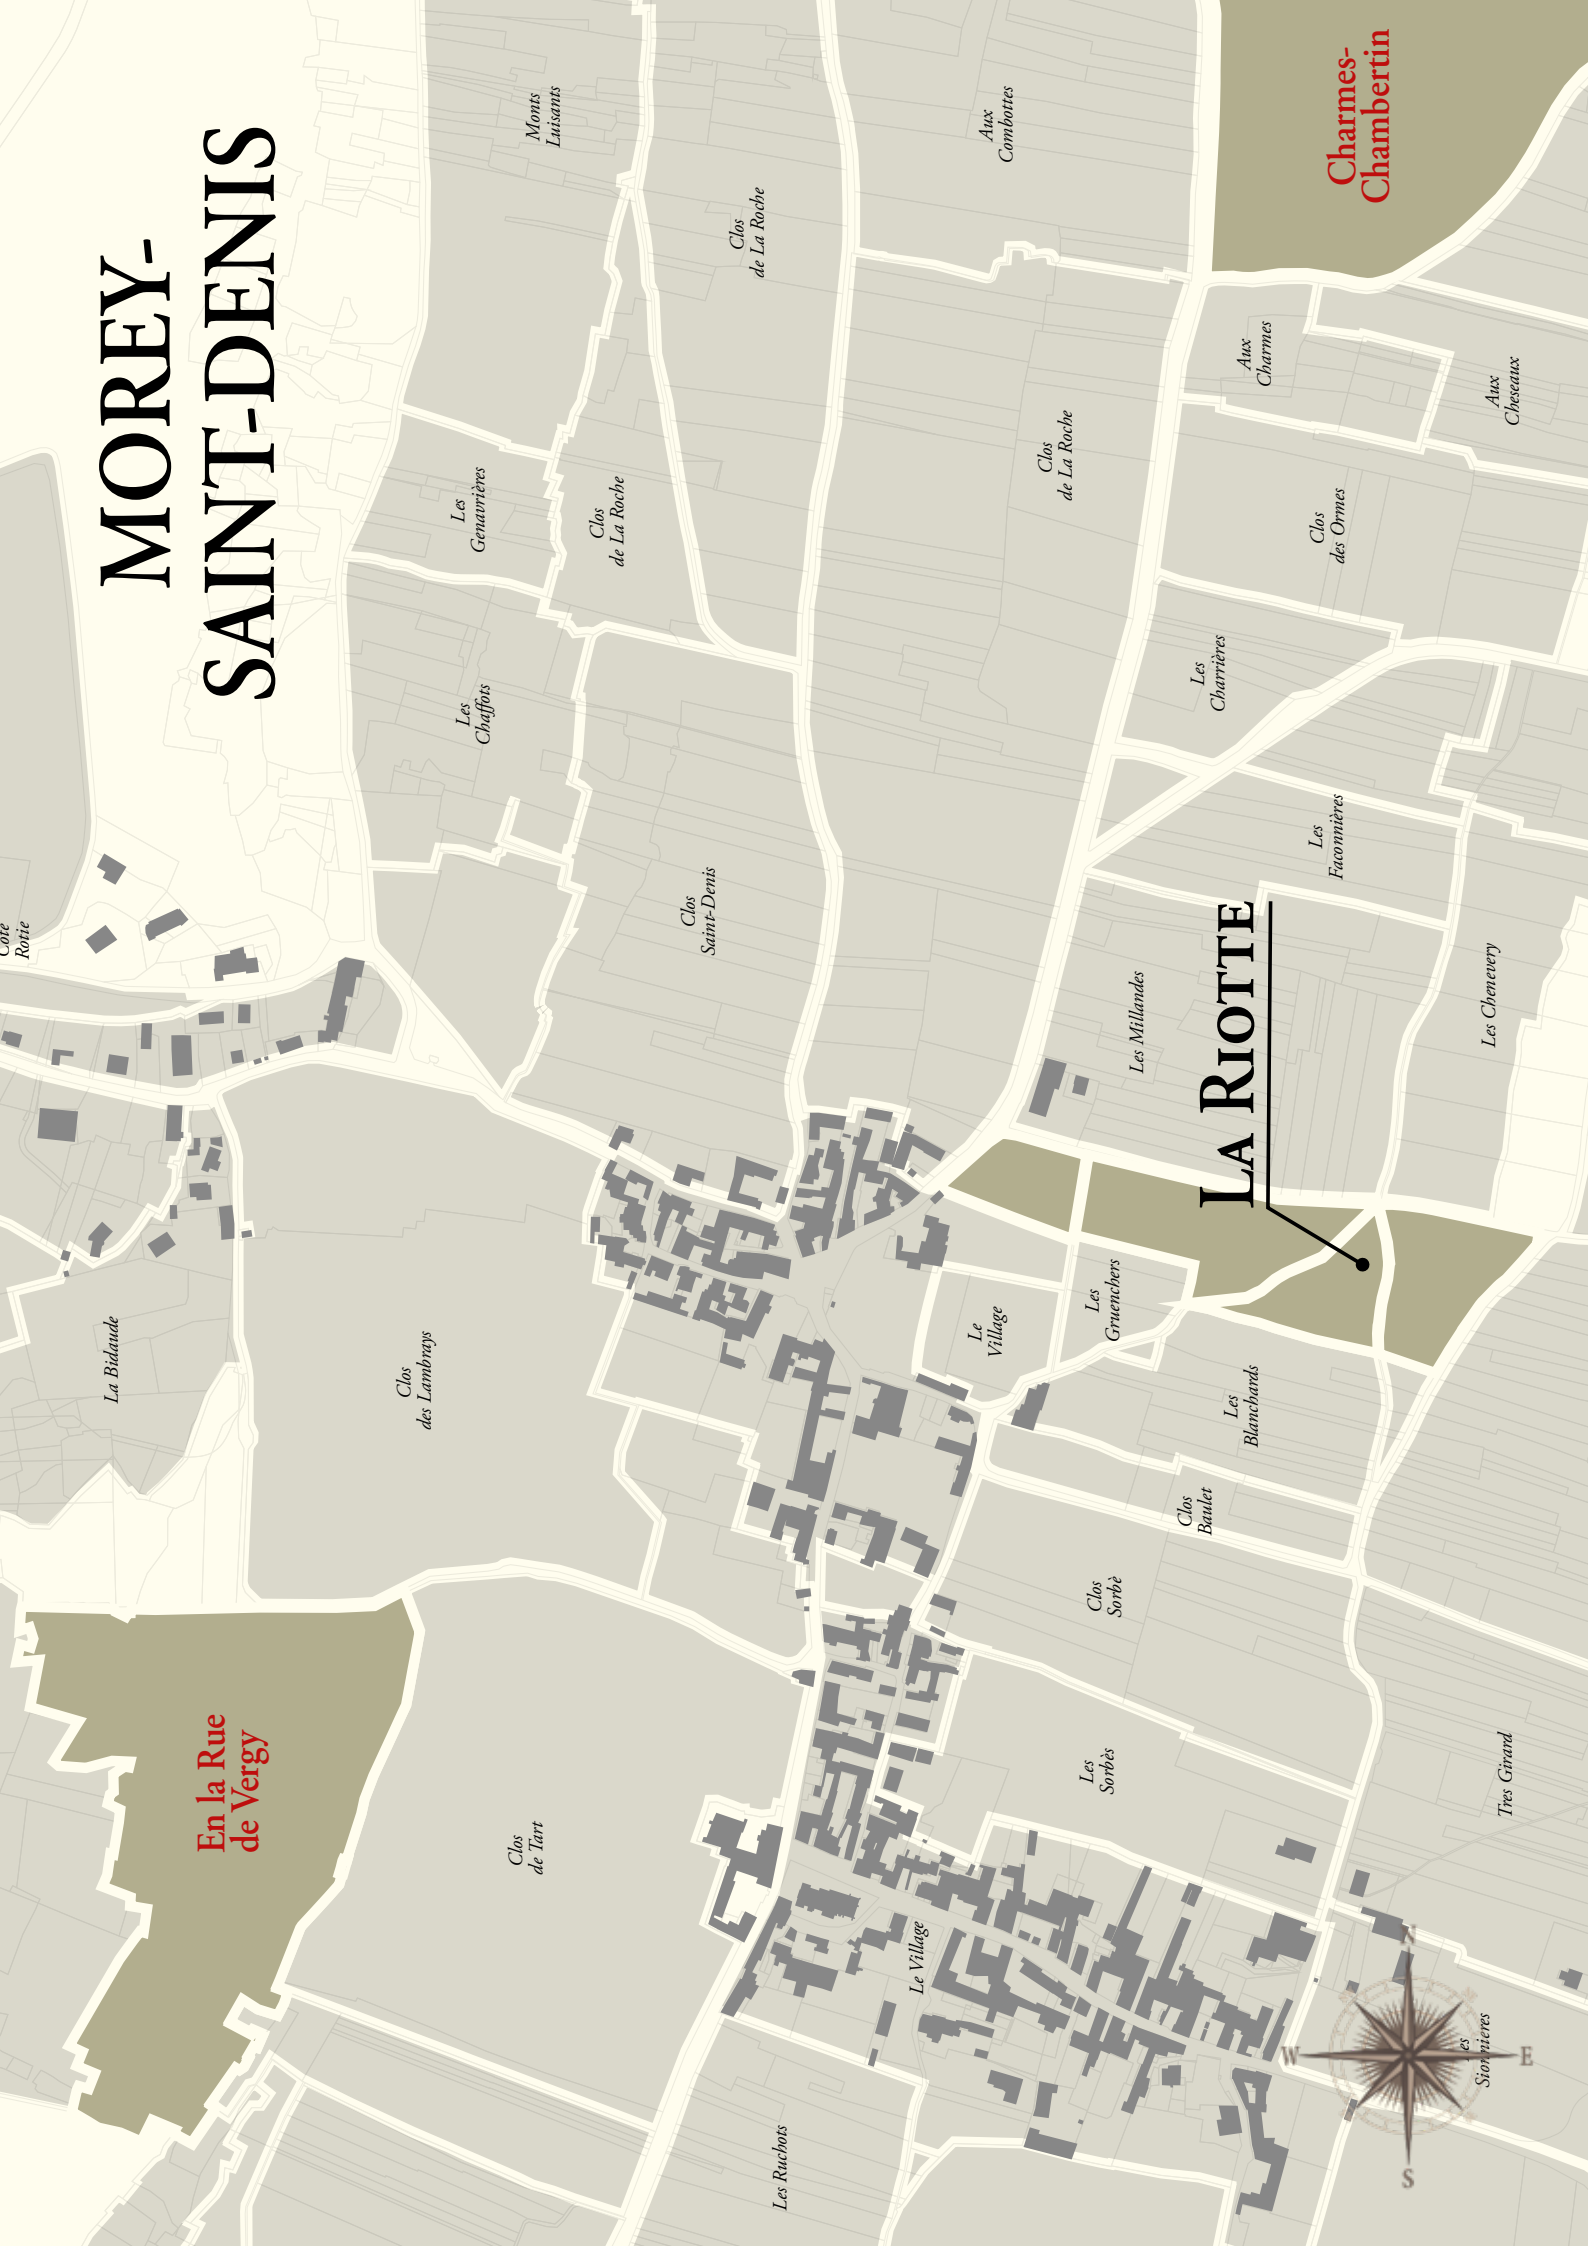 MOREY-
SAINT-DENIS
Monts
Luisants
Aux
Combottes
Charmes-
Chambertin
Clos
de La Roche
Aux
Charmes
Aux
Cheseaux
Clos
de La Roche
Les
Genavrières
Clos
de La Roche
Clos
des Ormes
Les
Chaffots
Les
Charrières
Les
Faconnières
Clos
Saint-Denis
Côte
Rotie
Les Millandes
Les Chenevery
LA RIOTTE
La Bidaude
Clos
des Lambrays
Le
Village
Les
Gruenchers
Les
Blanchards
Clos
Baulet
Clos
Sorbè
En la Rue
de Vergy
Clos
de Tart
Les
Sorbès
Tres Girard
Le Village
Les Ruchots
Sionnieres
N
W
E
S